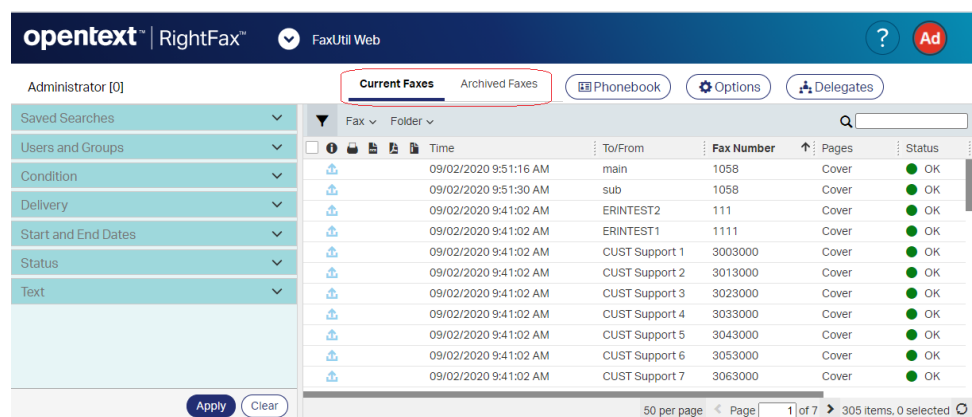 opentext™ | RightFax™ FaxUtil Web ? Ad
Administrator [0] Current Faxes Archived Faxes Phonebook Options Delegates
Saved Searches Fax Folder
Users and Groups Time To/From Fax Number Pages Status
Condition 09/02/2020 9:51:16 AM main 1058 Cover OK
09/02/2020 9:51:30 AM sub 1058 Cover OK
Delivery 09/02/2020 9:41:02 AM ERINTEST2 111 Cover OK
Start and End Dates 09/02/2020 9:41:02 AM ERINTEST1 1111 Cover OK
Status 09/02/2020 9:41:02 AM CUST Support 1 3003000 Cover OK
09/02/2020 9:41:02 AM CUST Support 2 3013000 Cover OK
Text 09/02/2020 9:41:02 AM CUST Support 3 3023000 Cover OK
09/02/2020 9:41:02 AM CUST Support 4 3033000 Cover OK
09/02/2020 9:41:02 AM CUST Support 5 3043000 Cover OK
09/02/2020 9:41:02 AM CUST Support 6 3053000 Cover OK
09/02/2020 9:41:02 AM CUST Support 7 3063000 Cover OK
Apply Clear 50 per page Page 1 of 7 305 items, 0 selected